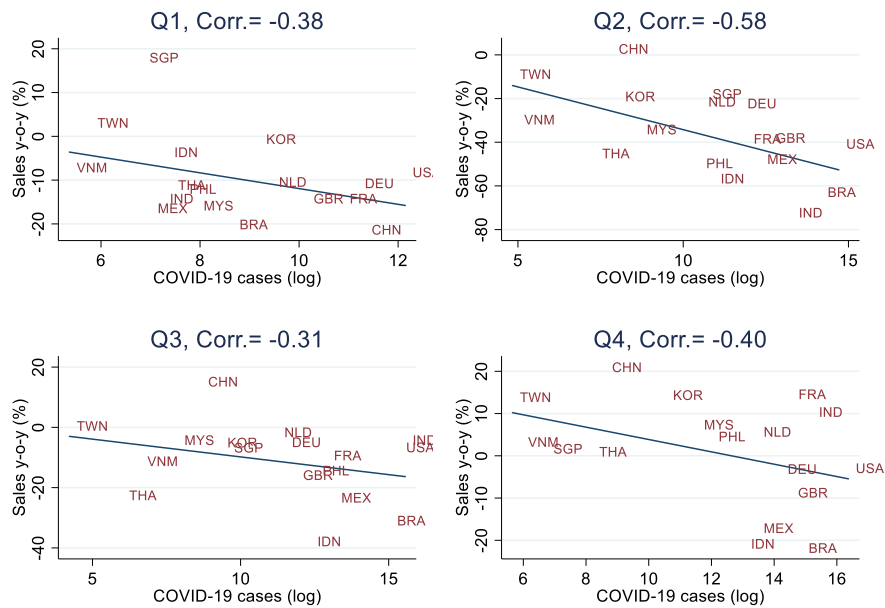 Q1, Corr.= -0.38
Sales y-o-y (%)
20
10
0
-10
-20
SGP
TWN
KOR
IDN
VNM
USA
THA
PHL
NLD
DEU
IND
MEX
MYS
GBR
FRA
BRA
CHN
6
8
10
12
COVID-19 cases (log)
Q2, Corr.= -0.58
Sales y-o-y (%)
0
-20
-40
-60
-80
CHN
TWN
KOR
SGP
NLD
DEU
VNM
MYS
FRA
GBR
USA
THA
PHL
MEX
IDN
BRA
IND
5
10
15
COVID-19 cases (log)
Q3, Corr.= -0.31
Sales y-o-y (%)
20
0
-20
-40
CHN
TWN
NLD
MYS
KOR
SGP
DEU
IND
USA
VNM
FRA
PHL
GBR
THA
MEX
BRA
IDN
5
10
15
COVID-19 cases (log)
Q4, Corr.= -0.40
Sales y-o-y (%)
20
10
0
-10
-20
CHN
TWN
KOR
FRA
IND
MYS
PHL
NLD
VNM
SGP
THA
DEU
USA
GBR
MEX
IDN
BRA
6
8
10
12
14
16
COVID-19 cases (log)